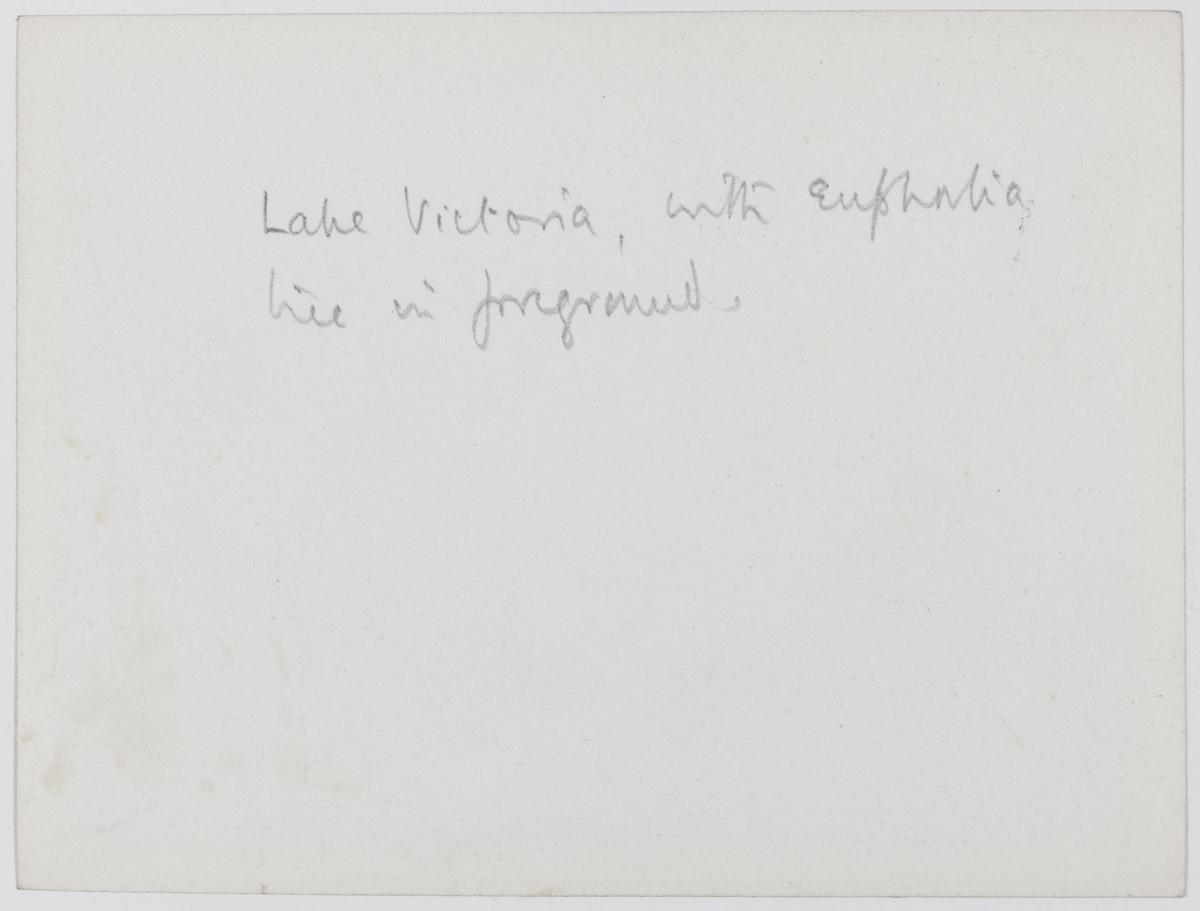 Lake Victoria, with Euphorbia
tree in foreground.